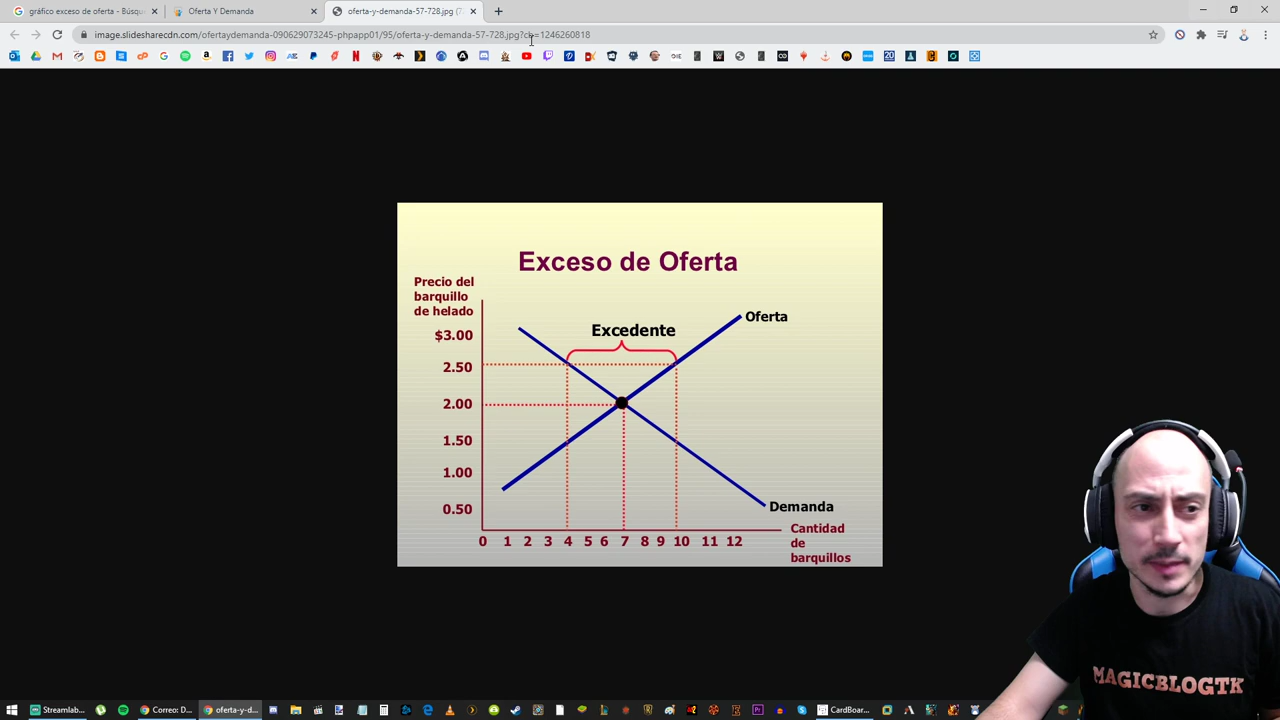 gráfico exceso de oferta - Búsqu
Oferta Y Demanda
oferta-y-demanda-57-728.jpg (7
image.slidesharecdn.com/ofertaydemanda-090629073245-phpapp01/95/oferta-y-demanda-57-728.jpg?cb=1246260818
Exceso de Oferta
Precio del
barquillo
de helado
$3.00
2.50
2.00
1.50
1.00
0.50
Excedente
Oferta
Demanda
0 1 2 3 4 5 6 7 8 9 10 11 12
Cantidad
de
barquillos
MAGICBLOGTK
Streamlab...
Correo: D...
oferta-y-d...
CardBoar...